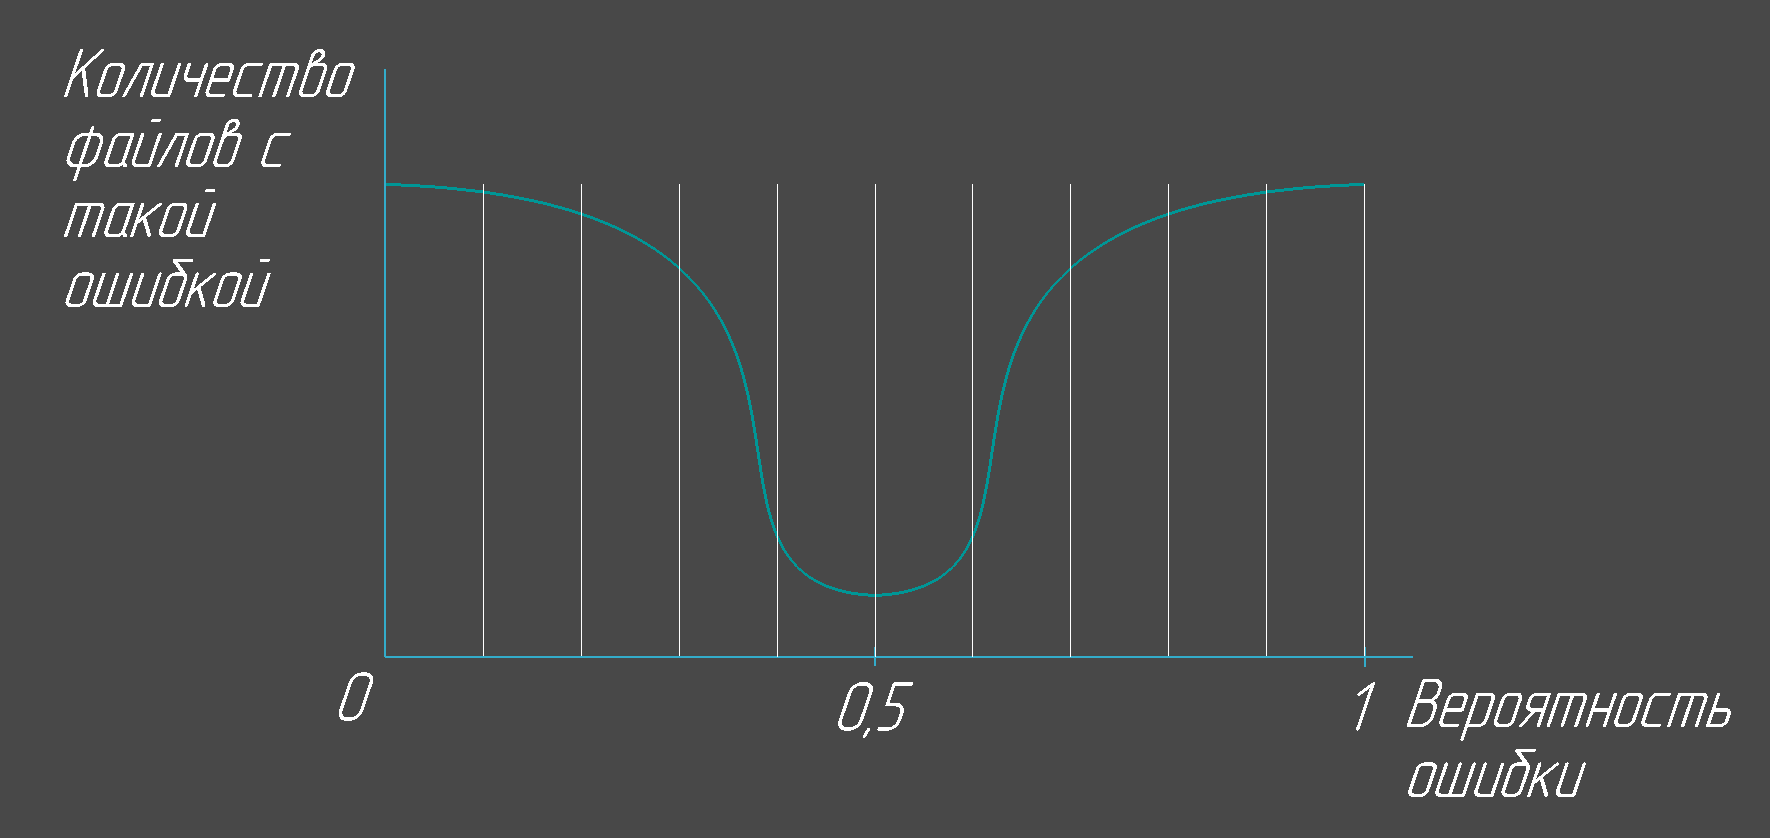 Количество
файлов с
такой
ошибкой
0
0,5
1
Вероятность
ошибки